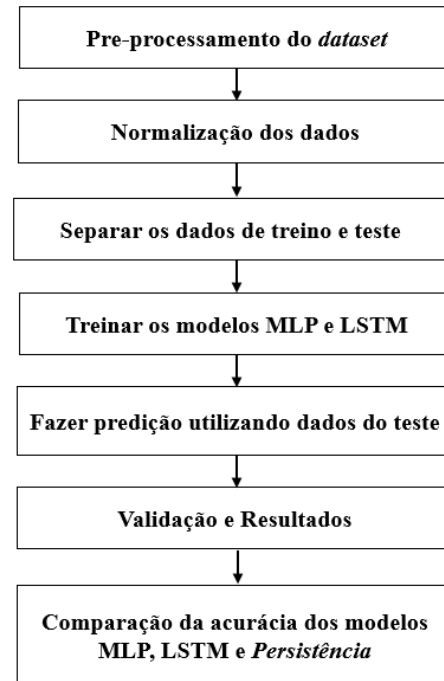 Pre-processamento do dataset
Normalização dos dados
Separar os dados de treino e teste
Treinar os modelos MLP e LSTM
Fazer predição utilizando dados do teste
Validação e Resultados
Comparação da acurácia dos modelos
MLP, LSTM e Persistência